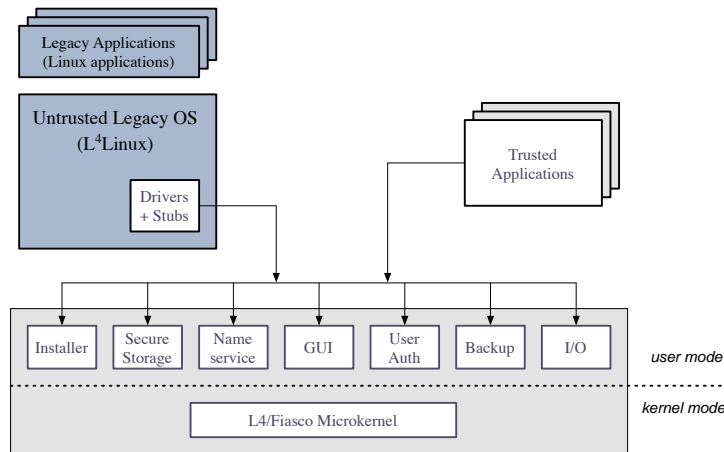 Legacy Applications
(Linux applications)
Untrusted Legacy OS
(L⁴Linux)
Drivers
+ Stubs
Trusted
Applications
Installer
Secure
Storage
Name
service
GUI
User
Auth
Backup
I/O
user mode
kernel mode
L4/Fiasco Microkernel